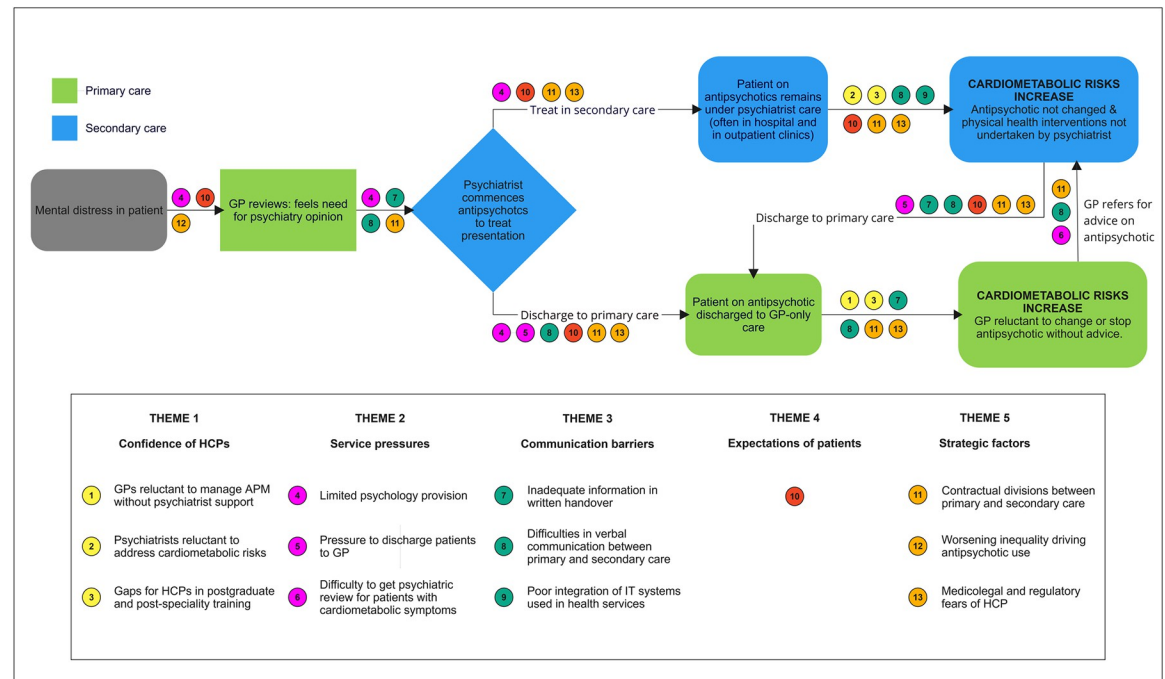 Primary care
Secondary care
Mental distress in patient
4 10
12
GP reviews: feels need
for psychiatry opinion
4 7
8 11
Psychiatrist
commences
antipsychotcs
to treat
presentation
4 10 11 13
Treat in secondary care
Patient on
antipsychotics remains
under psychiatrist care
(often in hospital and
in outpatient clinics)
2 3 8 9
10 11 13
CARDIOMETABOLIC RISKS
INCREASE
Antipsychotic not changed &
physical health interventions not
undertaken by psychiatrist
5 7 8 10 11 13
Discharge to primary care
11
8
6
GP refers for
advice on
antipsychotic
Discharge to primary care
4 5 8 10 11 13
Patient on antipsychotic
discharged to GP-only
care
1 3 7
8 11 13
CARDIOMETABOLIC RISKS
INCREASE
GP reluctant to change or stop
antipsychotic without advice.
THEME 1
Confidence of HCPs
1 GPs reluctant to manage APM
without psychiatrist support
2 Psychiatrists reluctant to
address cardiometabolic risks
3 Gaps for HCPs in postgraduate
and post-speciality training
THEME 2
Service pressures
4 Limited psychology provision
5 Pressure to discharge patients
to GP
6 Difficulty to get psychiatric
review for patients with
cardiometabolic symptoms
THEME 3
Communication barriers
7 Inadequate information in
written handover
8 Difficulties in verbal
communication between
primary and secondary care
9 Poor integration of IT systems
used in health services
THEME 4
Expectations of patients
10
THEME 5
Strategic factors
11 Contractual divisions between
primary and secondary care
12 Worsening inequality driving
antipsychotic use
13 Medicolegal and regulatory
fears of HCP